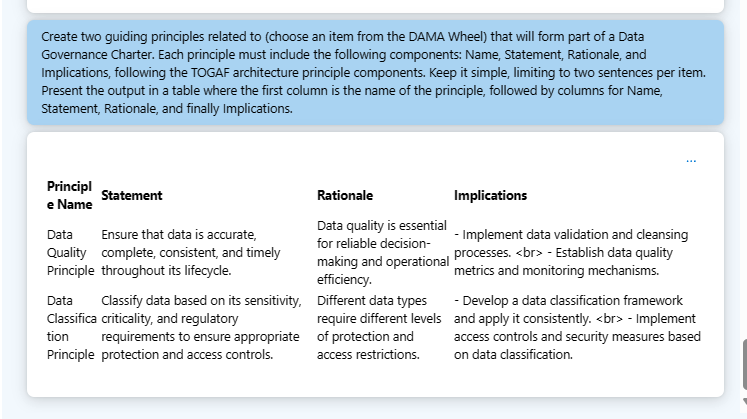 Create two guiding principles related to (choose an item from the DAMA Wheel) that will form part of a Data
Governance Charter. Each principle must include the following components: Name, Statement, Rationale, and
Implications, following the TOGAF architecture principle components. Keep it simple, limiting to two sentences per item.
Present the output in a table where the first column is the name of the principle, followed by columns for Name,
Statement, Rationale, and finally Implications.
...
Principl
e Name
Statement
Rationale
Implications
Data
Quality
Principle
Ensure that data is accurate,
complete, consistent, and timely
throughout its lifecycle.
Data quality is essential
for reliable decision-
making and operational
efficiency.
- Implement data validation and cleansing
processes. <br> - Establish data quality
metrics and monitoring mechanisms.
Data
Classifica
tion
Principle
Classify data based on its sensitivity,
criticality, and regulatory
requirements to ensure appropriate
protection and access controls.
Different data types
require different levels
of protection and
access restrictions.
- Develop a data classification framework
and apply it consistently. <br> - Implement
access controls and security measures based
on data classification.